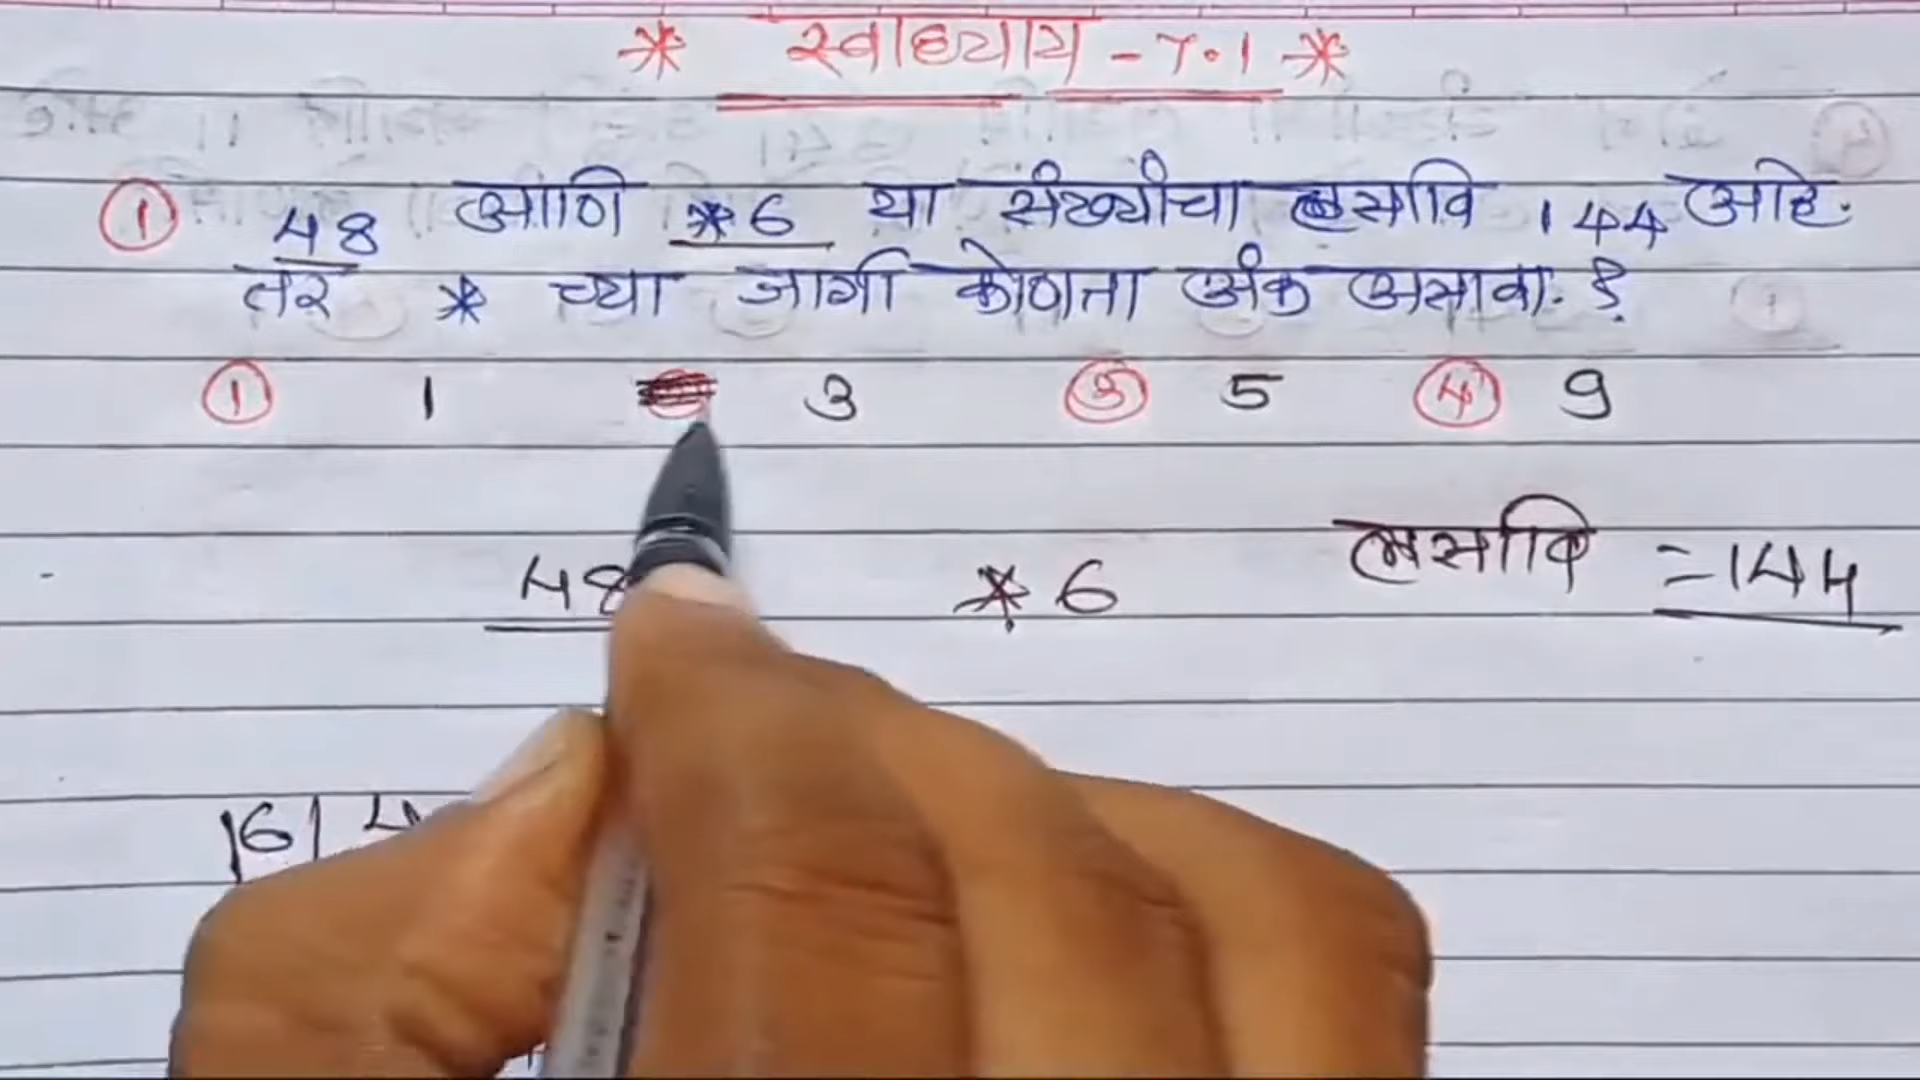 * स्वाध्याय - 7.1 *
① 48 आणि *6 या संख्यांचा लसावि 144 आहे.
तर * च्या जागी कोणता अंक असावा. ?
① 1 3 ③ 5 ④ 9
48 *6 लसावि = 144
16 4